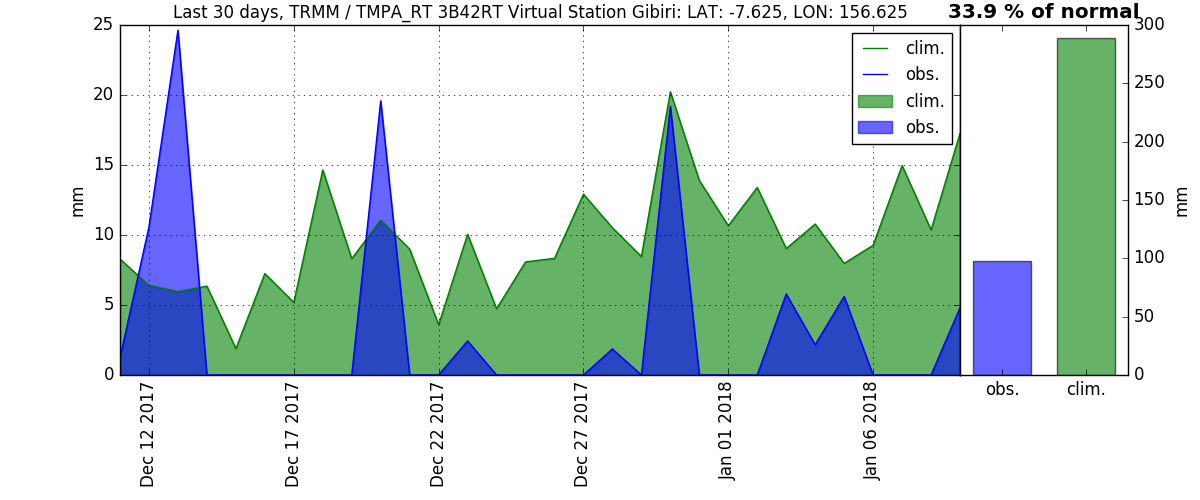 Last 30 days, TRMM / TMPA_RT 3B42RT Virtual Station Gibiri: LAT: -7.625, LON: 156.625
33.9 % of normal
25
20
15
10
5
0
mm
clim.
obs.
clim.
obs.
Dec 12 2017
Dec 17 2017
Dec 22 2017
Dec 27 2017
Jan 01 2018
Jan 06 2018
300
250
200
150
100
50
0
mm
obs.
clim.